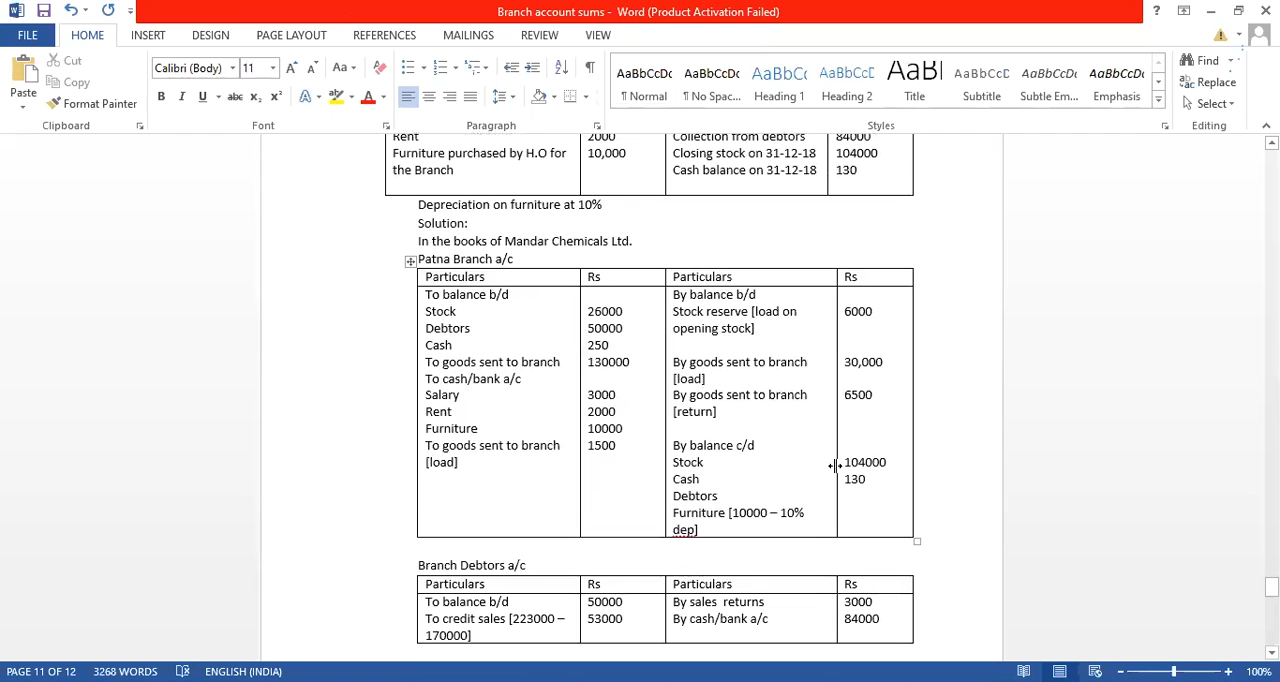 Branch account sums - Word (Product Activation Failed)
FILE HOME INSERT DESIGN PAGE LAYOUT REFERENCES MAILINGS REVIEW VIEW
Paste
Cut
Copy
Format Painter
Clipboard
Calibri (Body) 11
Font
Paragraph
AaBbCcDc AaBbCcDc AaBbCc AaBbCcC AaBl AaBbCcD AaBbCcDc AaBbCcDc
¶ Normal ¶ No Spac... Heading 1 Heading 2 Title Subtitle Subtle Em... Emphasis
Styles
Find
Replace
Select
Editing
Rent 2000 Collection from debtors 84000
Furniture purchased by H.O for 10,000 Closing stock on 31-12-18 104000
the Branch Cash balance on 31-12-18 130
Depreciation on furniture at 10%
Solution:
In the books of Mandar Chemicals Ltd.
Patna Branch a/c
Particulars Rs Particulars Rs
To balance b/d By balance b/d
Stock 26000 Stock reserve [load on 6000
Debtors 50000 opening stock]
Cash 250
To goods sent to branch 130000 By goods sent to branch 30,000
To cash/bank a/c [load]
Salary 3000 By goods sent to branch 6500
Rent 2000 [return]
Furniture 10000
To goods sent to branch 1500 By balance c/d
[load] Stock 104000
Cash 130
Debtors
Furniture [10000 – 10%
dep]
Branch Debtors a/c
Particulars Rs Particulars Rs
To balance b/d 50000 By sales  returns 3000
To credit sales [223000 – 53000 By cash/bank a/c 84000
170000]
PAGE 11 OF 12 3268 WORDS ENGLISH (INDIA) 100%